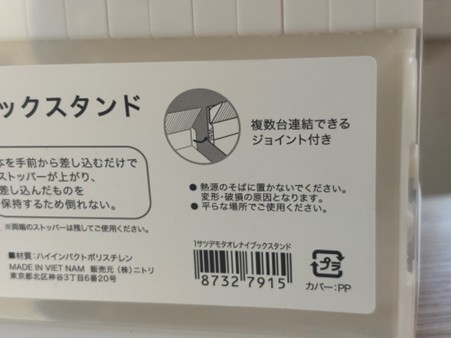 ックスタンド
複数台連結できる
ジョイント付き
本を手前から差し込むだけで
ストッパーが上がり、
差し込んだものを
保持するため倒れない。
※両端のストッパーは残してご使用ください。
● 熱源のそばに置かないでください。
変形・破損の原因となります。
● 平らな場所でご使用ください。
■材質:ハイインパクトポリスチレン
MADE IN VIET NAM 販売元 (株)ニトリ
東京都北区神谷3丁目6番20号
1サツデモタオレナイブックスタンド
8732 7915
プラ
カバー:PP